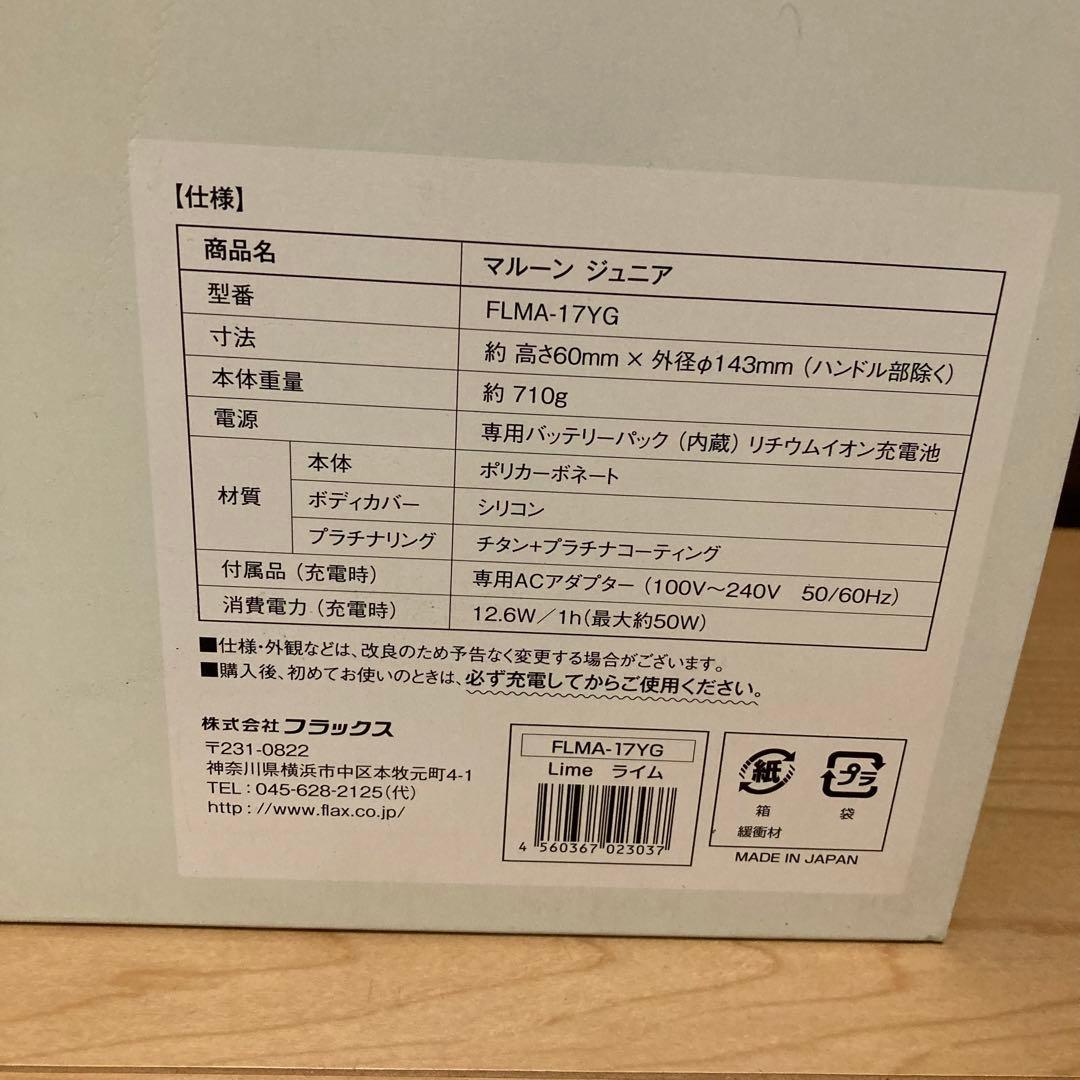 【仕様】
商品名 マルーン ジュニア
型番 FLMA-17YG
寸法 約 高さ60mm × 外径φ143mm（ハンドル部除く）
本体重量 約 710g
電源 専用バッテリーパック（内蔵）リチウムイオン充電池
材質 本体 ポリカーボネート
ボディカバー シリコン
プラチナリング チタン+プラチナコーティング
付属品（充電時） 専用ACアダプター（100V〜240V 50/60Hz）
消費電力（充電時） 12.6W／1h（最大約50W）
■仕様・外観などは、改良のため予告なく変更する場合がございます。
■購入後、初めてお使いのときは、必ず充電してからご使用ください。
株式会社フラックス
〒231-0822
神奈川県横浜市中区本牧元町4-1
TEL：045-628-2125（代）
http://www.flax.co.jp/
FLMA-17YG
Lime ライム
4 560367 023037
紙
箱
緩衝材
プラ
袋
MADE IN JAPAN